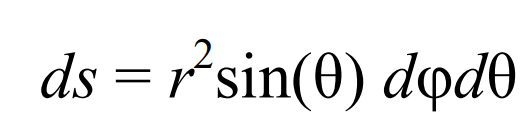 ds = r²sin(θ) dφdθ